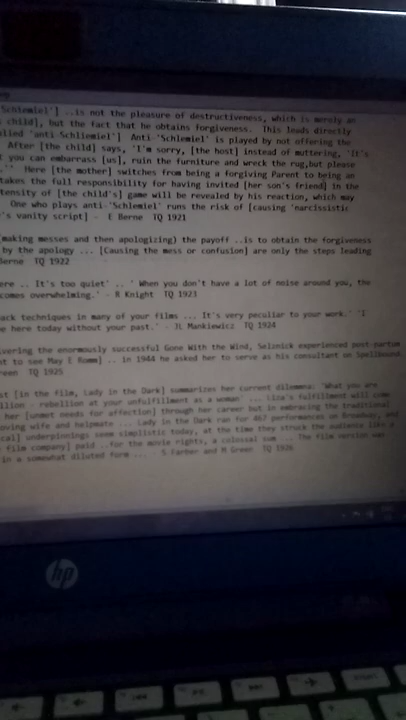 Schlemiel'] ..is not the pleasure of destructiveness, which is merely an
child], but the fact that he obtains forgiveness. This leads directly
lled 'anti-Schlemiel'] Anti-'Schlemiel' is played by not offering the
After [the child] says, 'I'm sorry, [the host] instead of muttering, 'It's
you can embarrass [us], ruin the furniture and wreck the rug,but please
Here [the mother] switches from being a forgiving Parent to being an
takes the full responsibility for having invited [her son's friend] in the
tensity of [the child's] game will be revealed by his reaction, which may
One who plays anti-'Schlemiel' runs the risk of [causing 'narcissistic
's vanity script] - E Berne TQ 1921
(making messes and then apologizing) the payoff ..is to obtain the forgiveness
by the apology ... [Causing the mess or confusion] are only the steps leading
erne TQ 1922
ere .. It's too quiet' .. ' When you don't have a lot of noise around you, the
comes overwhelming.' - R Knight TQ 1923
ack techniques in many of your films ... It's very peculiar to your work.' 'I
e here today without your past.' - JL Mankiewicz TQ 1924
vering the enormously successful Gone With the Wind, Selznick experienced post-partum
t to see May E Romm] .. in 1944 he asked her to serve as his consultant on Spellbound.
reen TQ 1925
st [in the film, Lady in the Dark] summarizes her current dilemma: 'What you are
llion - rebellion at your unfulfillment as a woman' ... Liza's fulfillment will come
her [unmet needs for affection] through her career but in embracing the traditional
oving wife and helpmate ... Lady in the Dark ran for 467 performances on Broadway, and
cal] underpinnings seem simplistic today, at the time they struck the audience like a
film company] paid ..for the movie rights, a colossal sum ... The film version was
in a somewhat diluted form ... S Farber and M Green TQ 1926
hp